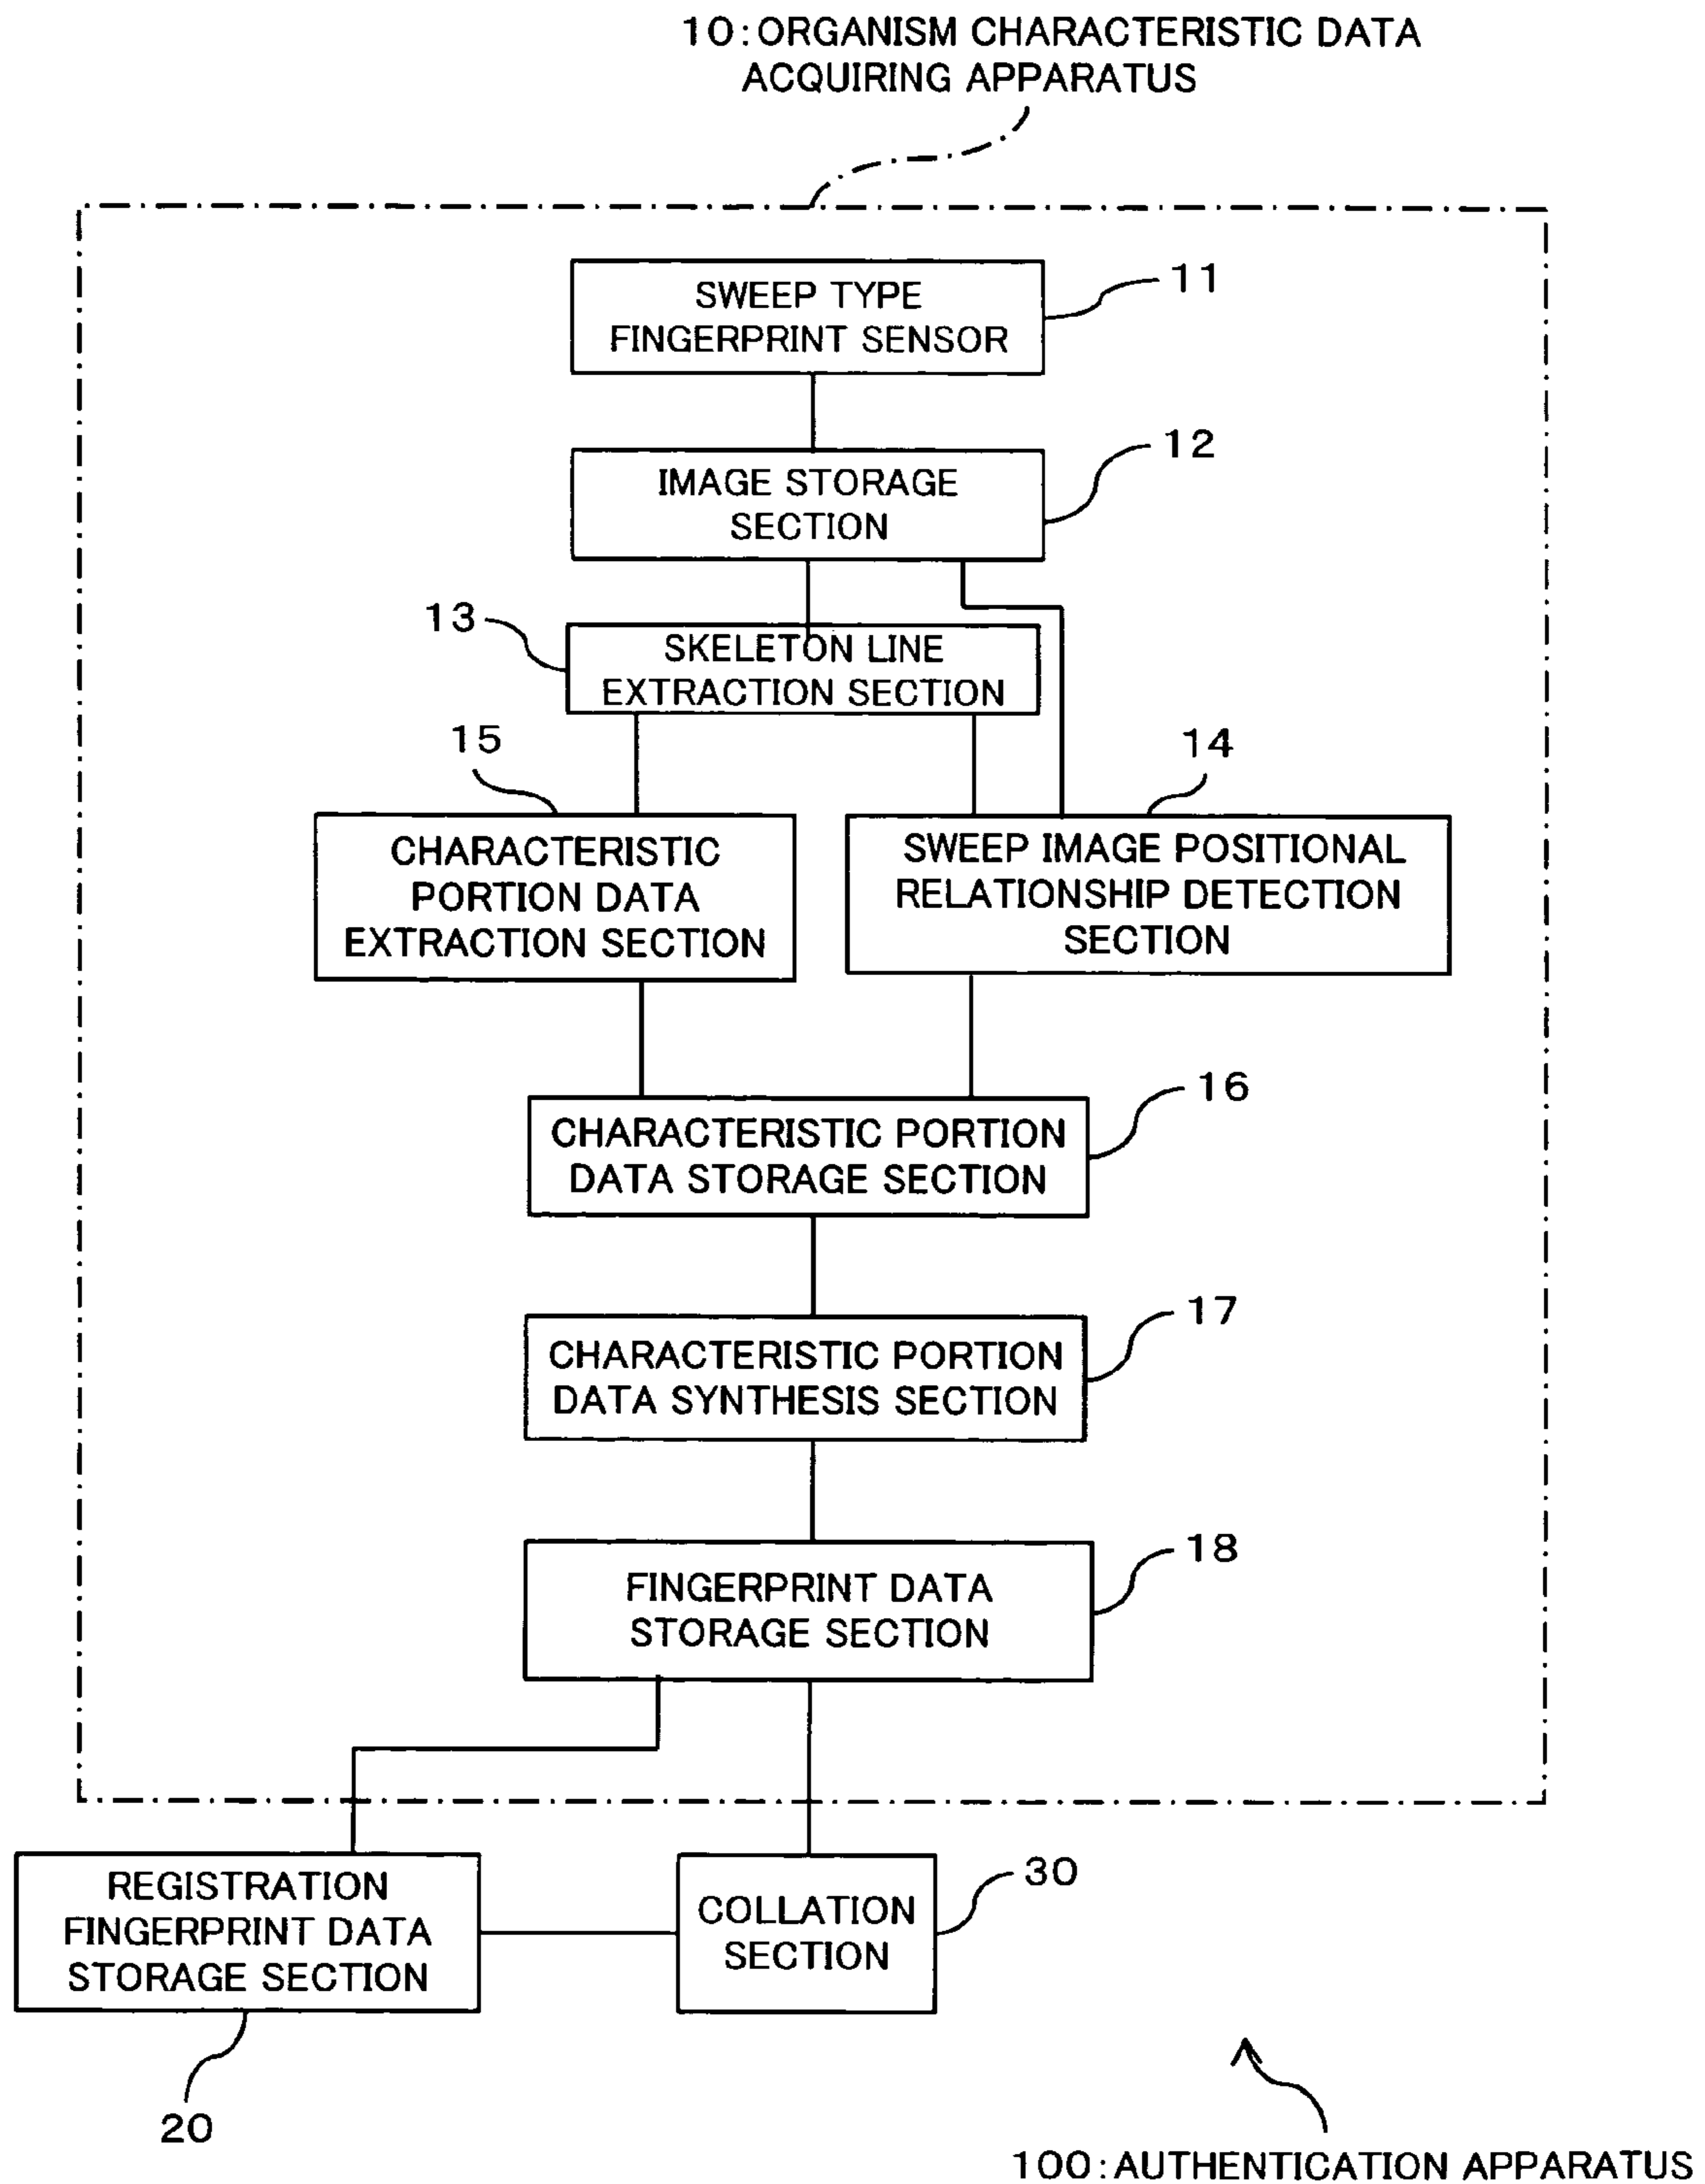 10:ORGANISM CHARACTERISTIC DATA
ACQUIRING APPARATUS
SWEEP TYPE
FINGERPRINT SENSOR
11
IMAGE STORAGE
SECTION
12
13
SKELETON LINE
EXTRACTION SECTION
15
14
CHARACTERISTIC
PORTION DATA
EXTRACTION SECTION
SWEEP IMAGE POSITIONAL
RELATIONSHIP DETECTION
SECTION
16
CHARACTERISTIC PORTION
DATA STORAGE SECTION
17
CHARACTERISTIC PORTION
DATA SYNTHESIS SECTION
18
FINGERPRINT DATA
STORAGE SECTION
REGISTRATION
FINGERPRINT DATA
STORAGE SECTION
COLLATION
SECTION
30
20
100:AUTHENTICATION APPARATUS